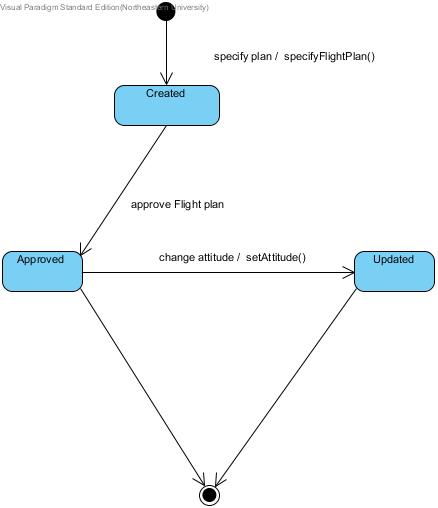 Visual Paradigm Standard Edition(Northeastern University)
specify plan /  specifyFlightPlan()
Created
approve Flight plan
change attitude /  setAttitude()
Approved
Updated